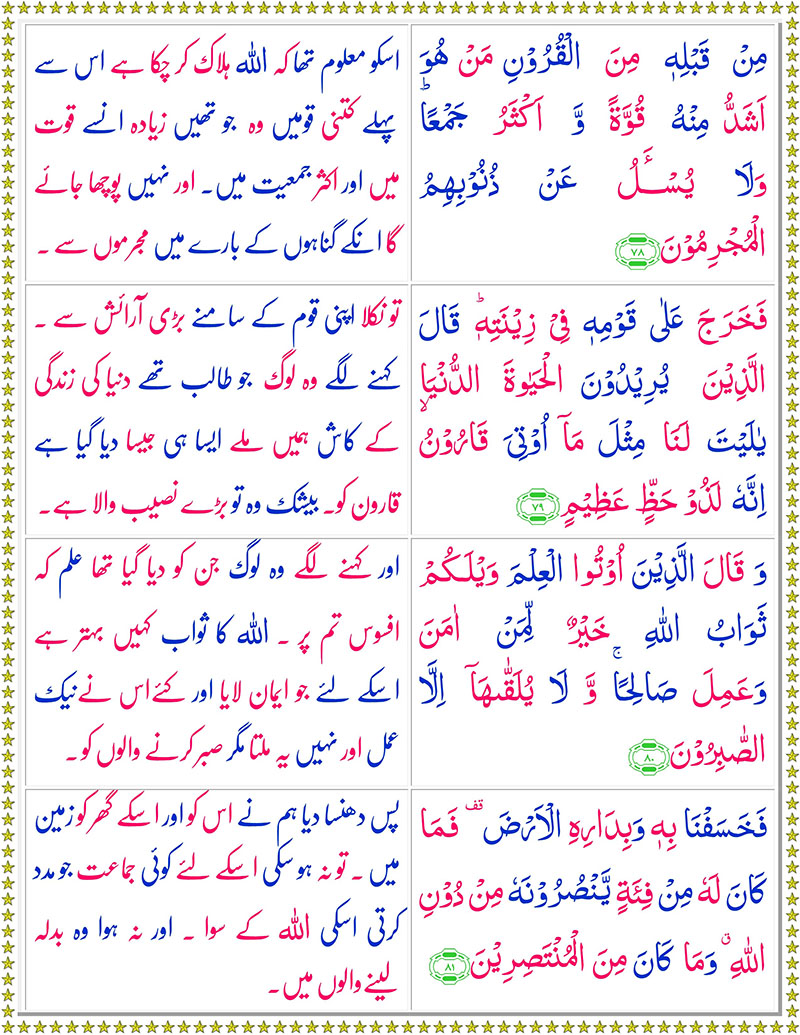 مِنْ قَبْلِهٖ مِنَ الْقُرُوْنِ مَنْ هُوَ
اَشَدُّ مِنْهُ قُوَّةً وَّ اَكْثَرُ جَمْعًا ؕ
وَلَا يُسْـَٔلُ عَنْ ذُنُوْبِهِمُ
الْمُجْرِمُوْنَ ﴿٧٨﴾
اسکو معلوم تھا کہ اللہ ہلاک کر چکا ہے اس سے
پہلے کتنی قومیں وہ جو تھیں زیادہ انسے قوت
میں اور اکثر جمعیت میں۔ اور نہیں پوچھا جائے
گا انکے گناہوں کے بارے میں مجرموں سے ۔
فَخَرَجَ عَلٰى قَوْمِهٖ فِىْ زِيْنَتِهٖ ؕ قَالَ
الَّذِيْنَ يُرِيْدُوْنَ الْحَيٰوةَ الدُّنْيَا
يٰلَيْتَ لَنَا مِثْلَ مَاۤ اُوْتِىَ قَارُوْنُ ۙ
اِنَّهٗ لَذُوْ حَظٍّ عَظِيْمٍ ﴿٧٩﴾
تو نکلا اپنی قوم کے سامنے بڑی آرائش سے ۔
کہنے لگے وہ لوگ جو طالب تھے دنیا کی زندگی
کے کاش ہمیں ملے ایسا ہی جیسا دیا گیا ہے
قارون کو۔ بیشک وہ تو بڑے نصیب والا ہے۔
وَ قَالَ الَّذِيْنَ اُوْتُوا الْعِلْمَ وَيْلَكُمْ
ثَوَابُ اللّٰهِ خَيْرٌ لِّمَنْ اٰمَنَ
وَعَمِلَ صَالِحًا ۚ وَّ لَا يُلَقّٰىهَاۤ اِلَّا
الصّٰبِرُوْنَ ﴿٨٠﴾
اور کہنے لگے وہ لوگ جن کو دیا گیا تھا علم کہ
افسوس تم پر ۔ اللہ کا ثواب کہیں بہتر ہے
اسکے لئے جو ایمان لایا اور کئے اس نے نیک
عمل اور نہیں یہ ملتا مگر صبر کرنے والوں کو ۔
فَخَسَفْنَا بِهٖ وَبِدَارِهِ الْاَرْضَ ۛ فَمَا
كَانَ لَهٗ مِنْ فِئَةٍ يَّنْصُرُوْنَهٗ مِنْ دُوْنِ
اللّٰهِ ۛ وَمَا كَانَ مِنَ الْمُنْتَصِرِيْنَ ﴿٨١﴾
پس دھنسا دیا ہم نے اس کو اور اسکے گھر کو زمین
میں ۔ تو نہ ہو سکی اسکے لئے کوئی جماعت جو مدد
کرتی اسکی اللہ کے سوا ۔ اور نہ ہوا وہ بدلہ
لینے والوں میں۔